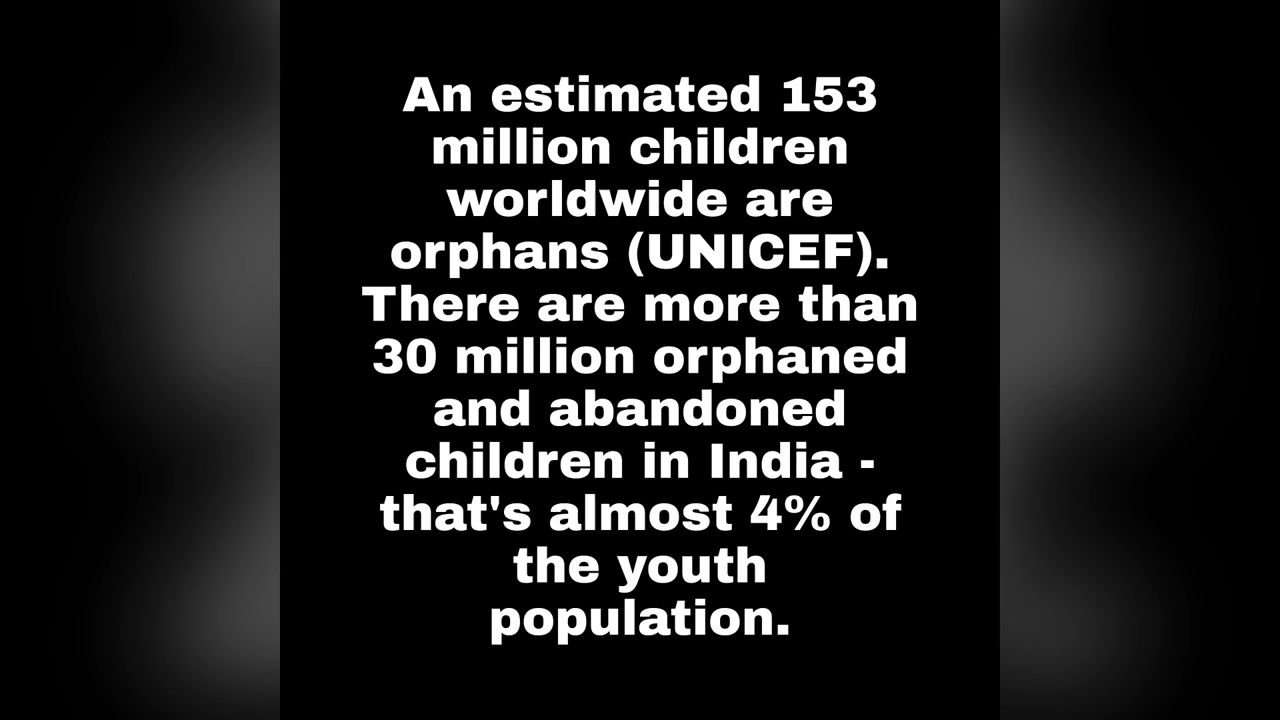 An estimated 153
million children
worldwide are
orphans (UNICEF).
There are more than
30 million orphaned
and abandoned
children in India -
that's almost 4% of
the youth
population.